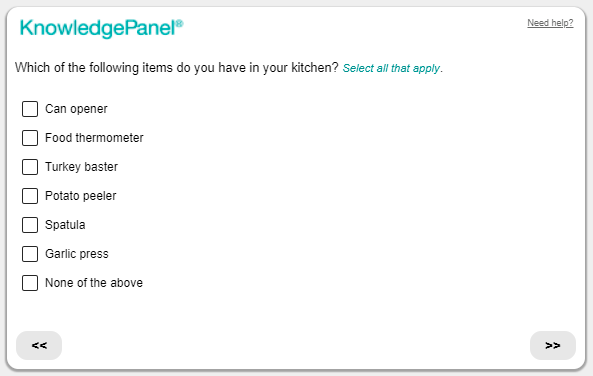 KnowledgePanel®
Need help?
Which of the following items do you have in your kitchen? Select all that apply.
Can opener
Food thermometer
Turkey baster
Potato peeler
Spatula
Garlic press
None of the above
<<
>>